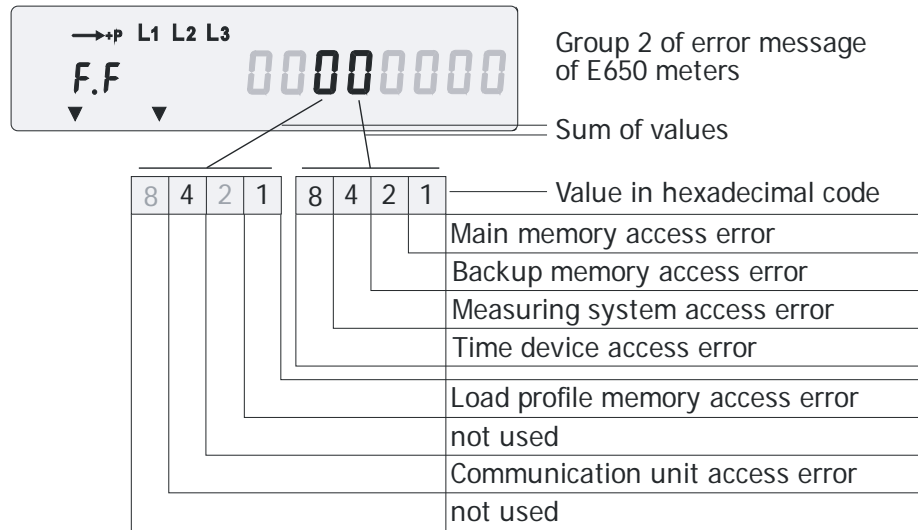 +P L1 L2 L3
F.F 00000000
Group 2 of error message
of E650 meters
Sum of values
8 4 2 1 8 4 2 1 Value in hexadecimal code
Main memory access error
Backup memory access error
Measuring system access error
Time device access error
Load profile memory access error
not used
Communication unit access error
not used